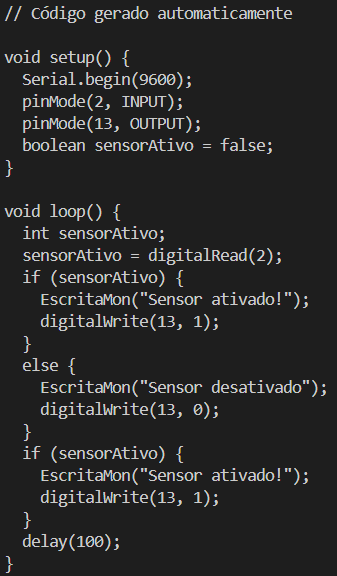 // Código gerado automaticamente

void setup() {
  Serial.begin(9600);
  pinMode(2, INPUT);
  pinMode(13, OUTPUT);
  boolean sensorAtivo = false;
}

void loop() {
  int sensorAtivo;
  sensorAtivo = digitalRead(2);
  if (sensorAtivo) {
    EscritaMon("Sensor ativado!");
    digitalWrite(13, 1);
  }
  else {
    EscritaMon("Sensor desativado");
    digitalWrite(13, 0);
  }
  if (sensorAtivo) {
    EscritaMon("Sensor ativado!");
    digitalWrite(13, 1);
  }
  delay(100);
}